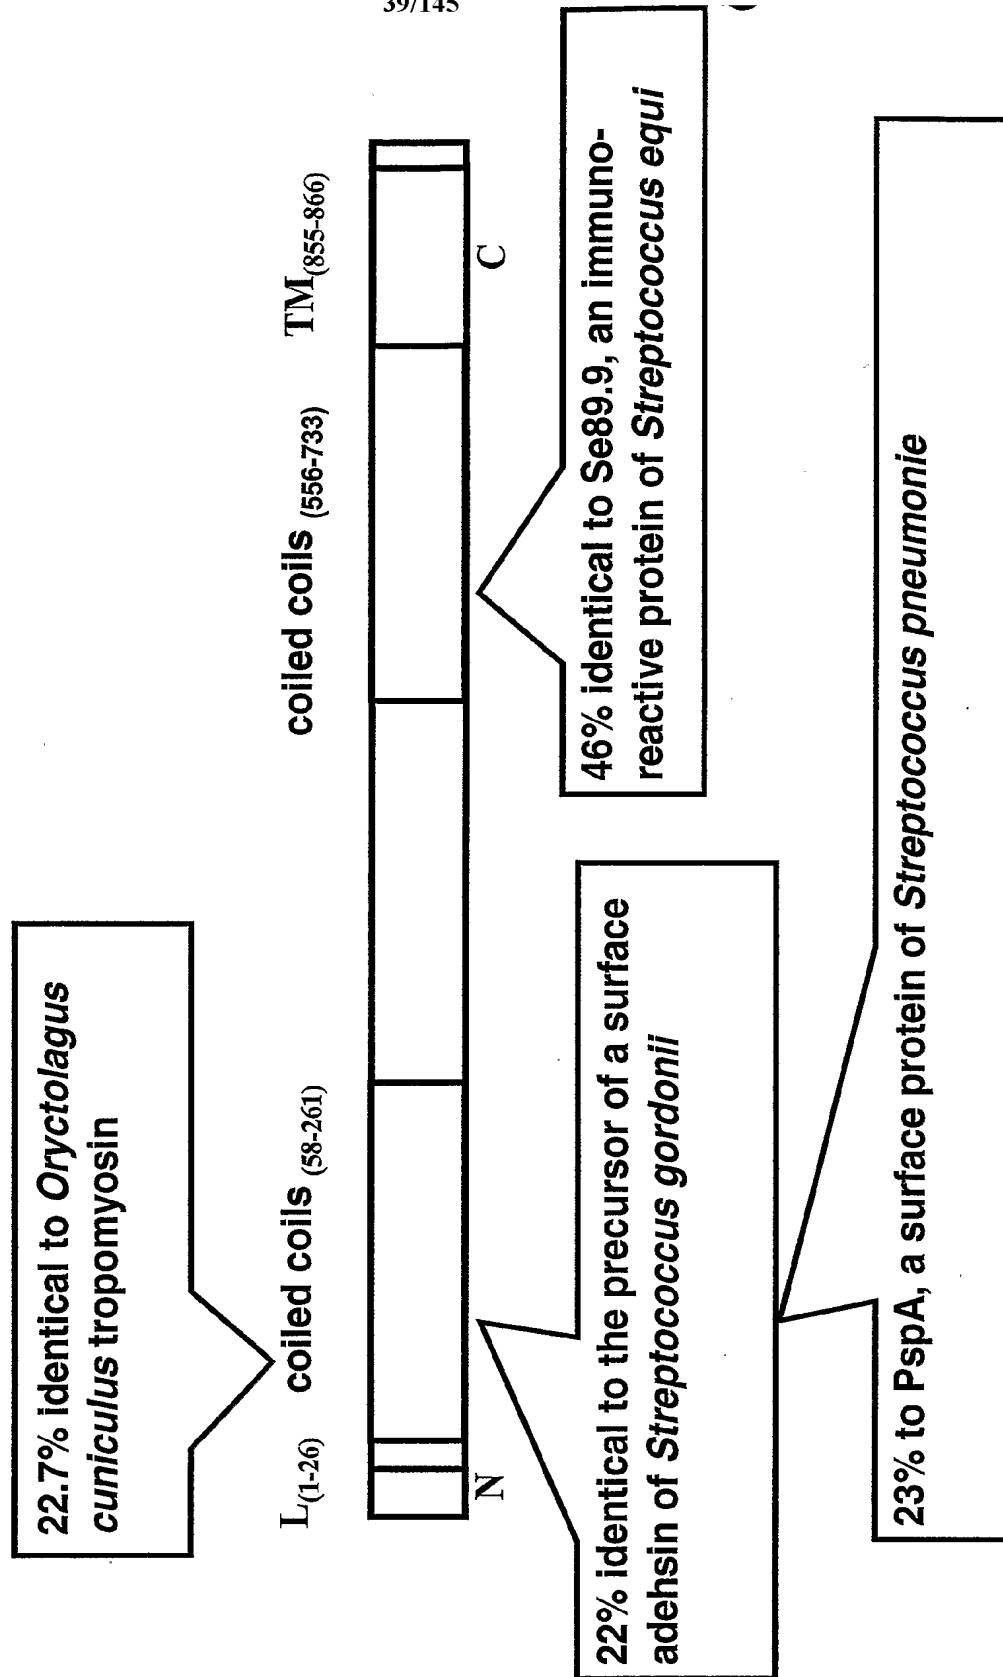 39/145
22.7% identical to Oryctolagus
cuniculus tropomyosin
L(1-26)
coiled coils (58-261)
coiled coils (556-733)
TM(855-866)
N
C
22% identical to the precursor of a surface
adehsin of Streptococcus gordonii
46% identical to Se89.9, an immuno-
reactive protein of Streptococcus equi
23% to PspA, a surface protein of Streptococcus pneumonie